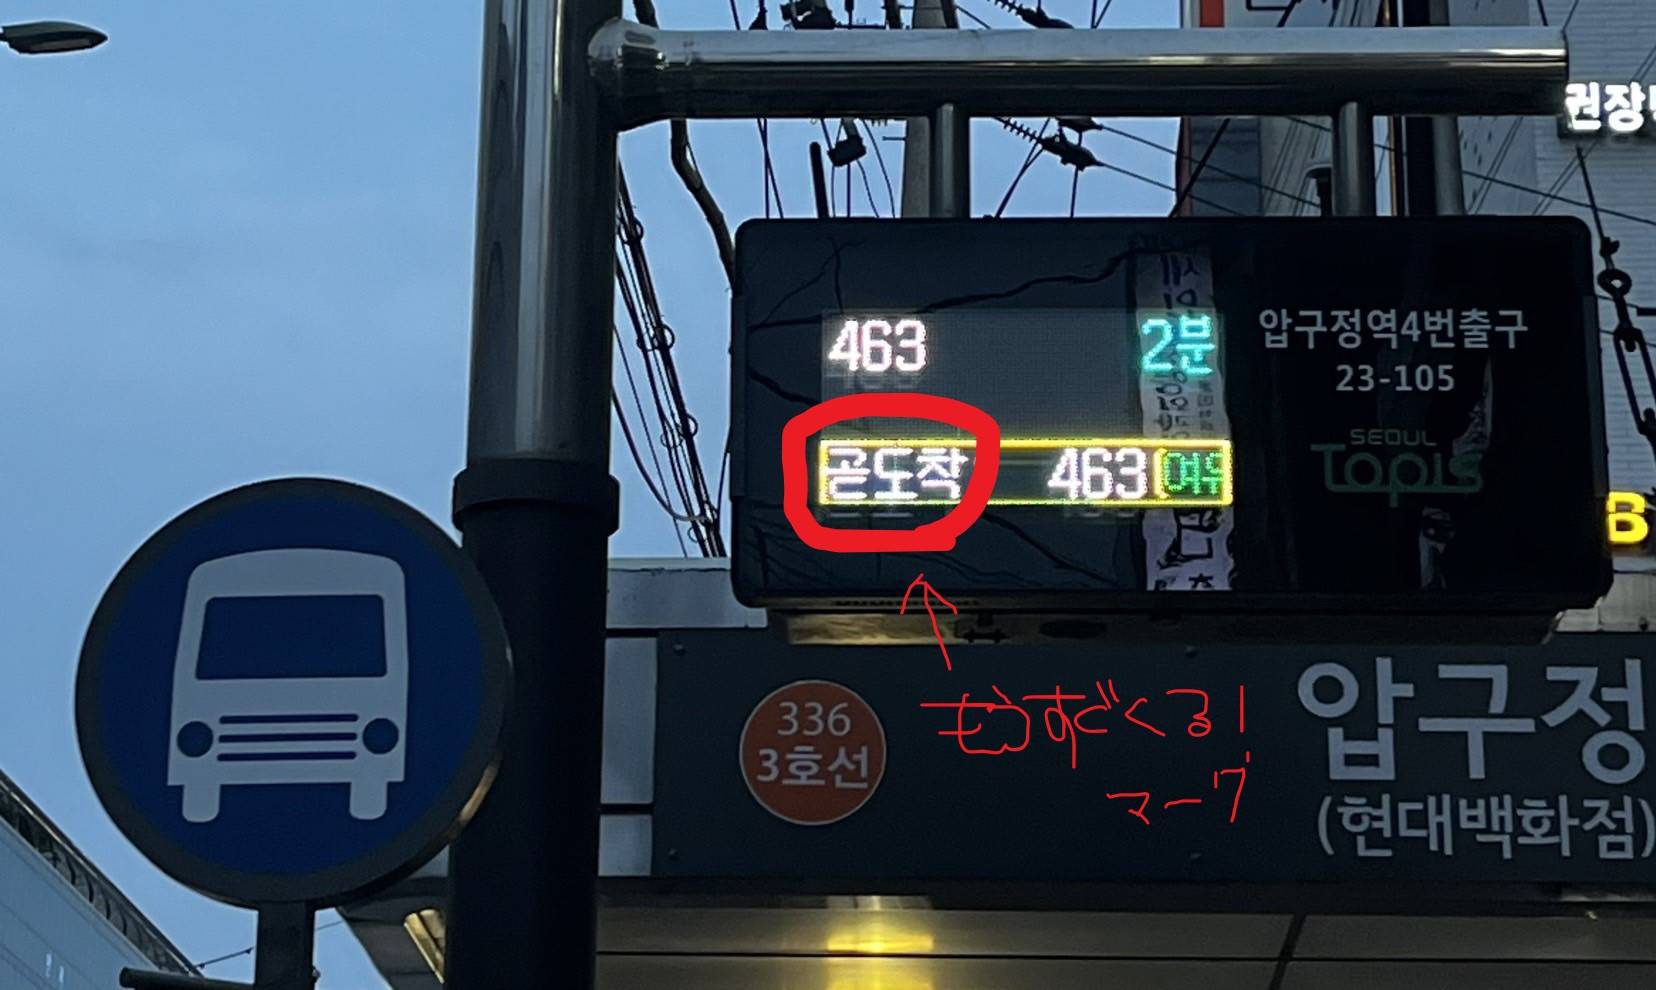 권장
463 2분
압구정역4번출구
23-105
곧도착 463
SEOUL
Topis
B
もうすぐくる！
マーク
336
3호선
압구정
(현대백화점)